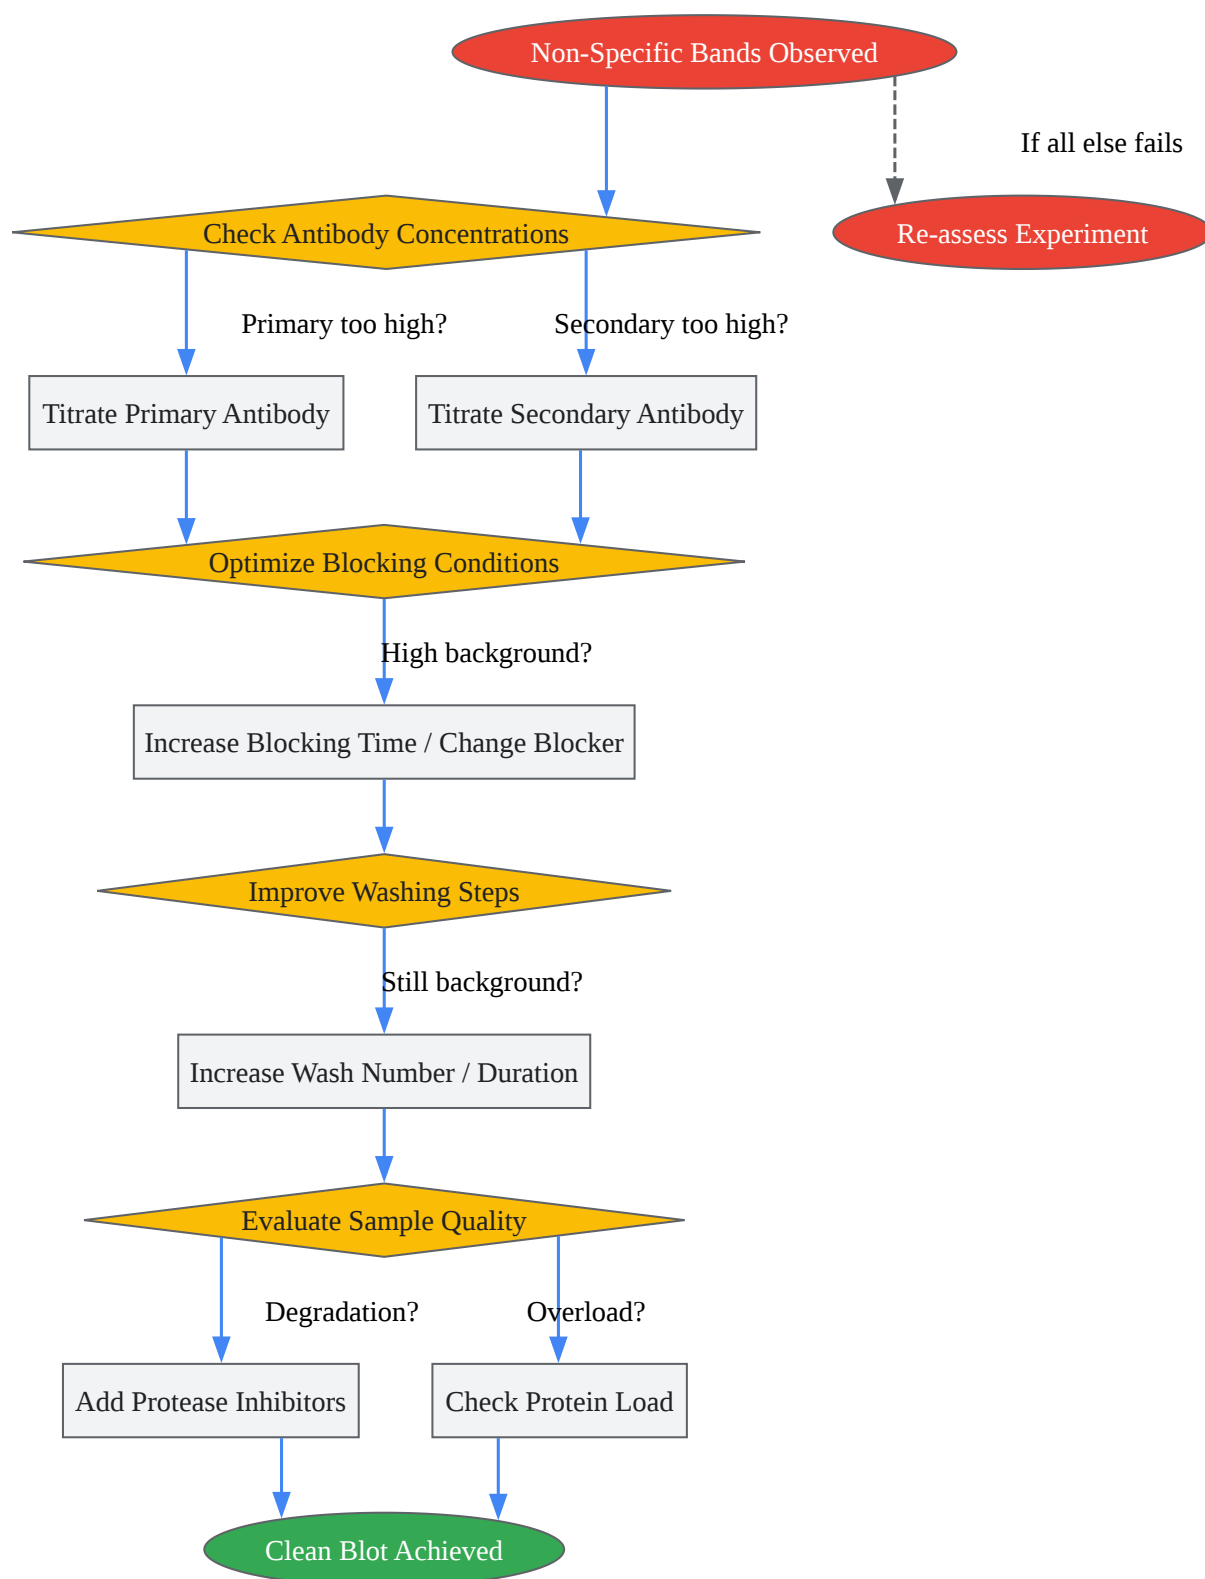 Non-Specific Bands Observed
If all else fails
Check Antibody Concentrations
Re-assess Experiment
Primary too high?
Secondary too high?
Titrate Primary Antibody
Titrate Secondary Antibody
Optimize Blocking Conditions
High background?
Increase Blocking Time / Change Blocker
Improve Washing Steps
Still background?
Increase Wash Number / Duration
Evaluate Sample Quality
Degradation?
Overload?
Add Protease Inhibitors
Check Protein Load
Clean Blot Achieved